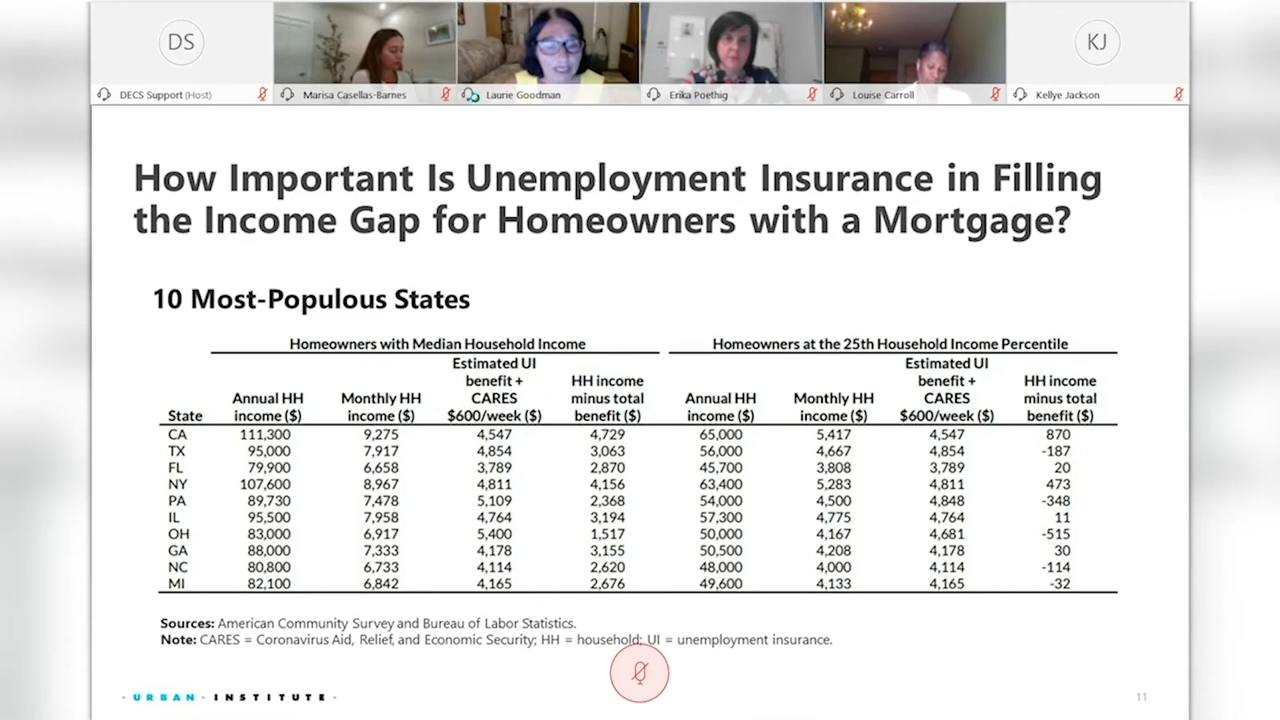 DS
KJ
DECS Support (Host)
Marisa Casellas-Barnes
Laurie Goodman
Erika Poethig
Louise Carroll
Kellye Jackson
How Important Is Unemployment Insurance in Filling
the Income Gap for Homeowners with a Mortgage?
10 Most-Populous States
Homeowners with Median Household Income Homeowners at the 25th Household Income Percentile
State
Annual HH
income ($)
Monthly HH
income ($)
Estimated UI
benefit +
CARES
$600/week ($)
HH income
minus total
benefit ($)
Annual HH
income ($)
Monthly HH
income ($)
Estimated UI
benefit +
CARES
$600/week ($)
HH income
minus total
benefit ($)
CA 111,300 9,275 4,547 4,729 65,000 5,417 4,547 870
TX 95,000 7,917 4,854 3,063 56,000 4,667 4,854 -187
FL 79,900 6,658 3,789 2,870 45,700 3,808 3,789 20
NY 107,600 8,967 4,811 4,156 63,400 5,283 4,811 473
PA 89,730 7,478 5,109 2,368 54,000 4,500 4,848 -348
IL 95,500 7,958 4,764 3,194 57,300 4,775 4,764 11
OH 83,000 6,917 5,400 1,517 50,000 4,167 4,681 -515
GA 88,000 7,333 4,178 3,155 50,500 4,208 4,178 30
NC 80,800 6,733 4,114 2,620 48,000 4,000 4,114 -114
MI 82,100 6,842 4,165 2,676 49,600 4,133 4,165 -32
Sources: American Community Survey and Bureau of Labor Statistics.
Note: CARES = Coronavirus Aid, Relief, and Economic Security; HH = household; UI = unemployment insurance.
· URBAN · INSTITUTE · 11